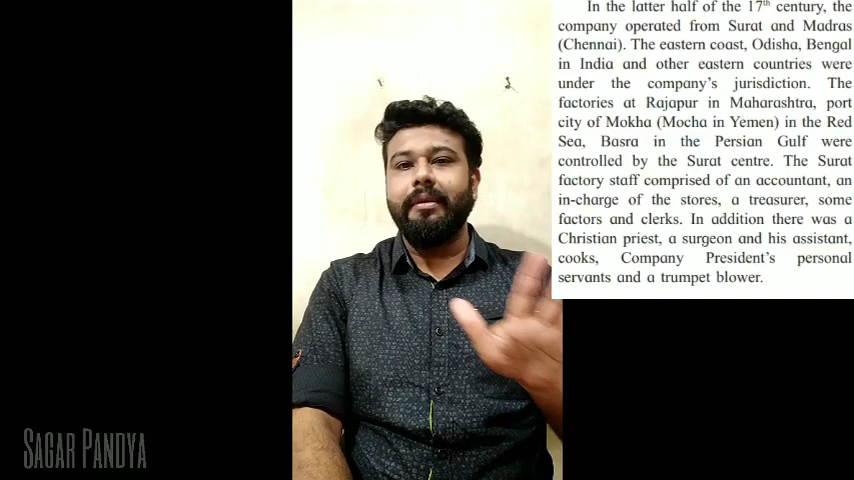 In the latter half of the 17th century, the
company operated from Surat and Madras
(Chennai). The eastern coast, Odisha, Bengal
in India and other eastern countries were
under the company's jurisdiction. The
factories at Rajapur in Maharashtra, port
city of Mokha (Mocha in Yemen) in the Red
Sea, Basra in the Persian Gulf were
controlled by the Surat centre. The Surat
factory staff comprised of an accountant, an
in-charge of the stores, a treasurer, some
factors and clerks. In addition there was a
Christian priest, a surgeon and his assistant,
cooks, Company President's personal
servants and a trumpet blower.
SAGAR PANDYA